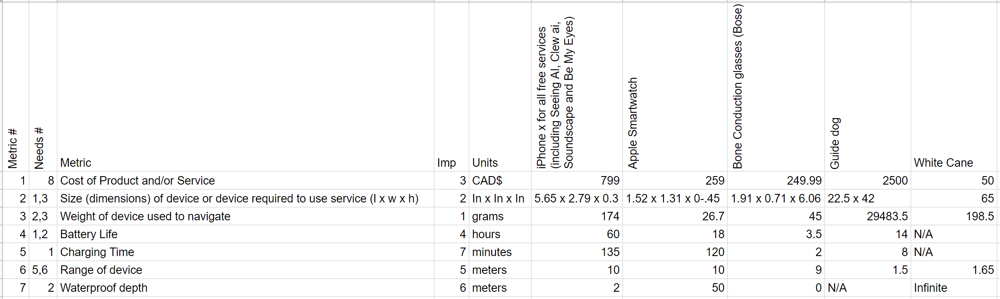 Metric # Needs # Metric Imp Units iPhone x for all free services (including Seeing AI, Clew ai, Soundscape and Be My Eyes) Apple Smartwatch Bone Conduction glasses (Bose) Guide dog White Cane
1 8 Cost of Product and/or Service 3 CAD$ 799 259 249.99 2500 50
2 1,3 Size (dimensions) of device or device required to use service (l x w x h) 2 In x In x In 5.65 x 2.79 x 0.3 1.52 x 1.31 x 0-.45 1.91 x 0.71 x 6.06 22.5 x 42 65
3 2,3 Weight of device used to navigate 1 grams 174 26.7 45 29483.5 198.5
4 1,2 Battery Life 4 hours 60 18 3.5 14 N/A
5 1 Charging Time 7 minutes 135 120 2 8 N/A
6 5,6 Range of device 5 meters 10 10 9 1.5 1.65
7 2 Waterproof depth 6 meters 2 50 0 N/A Infinite